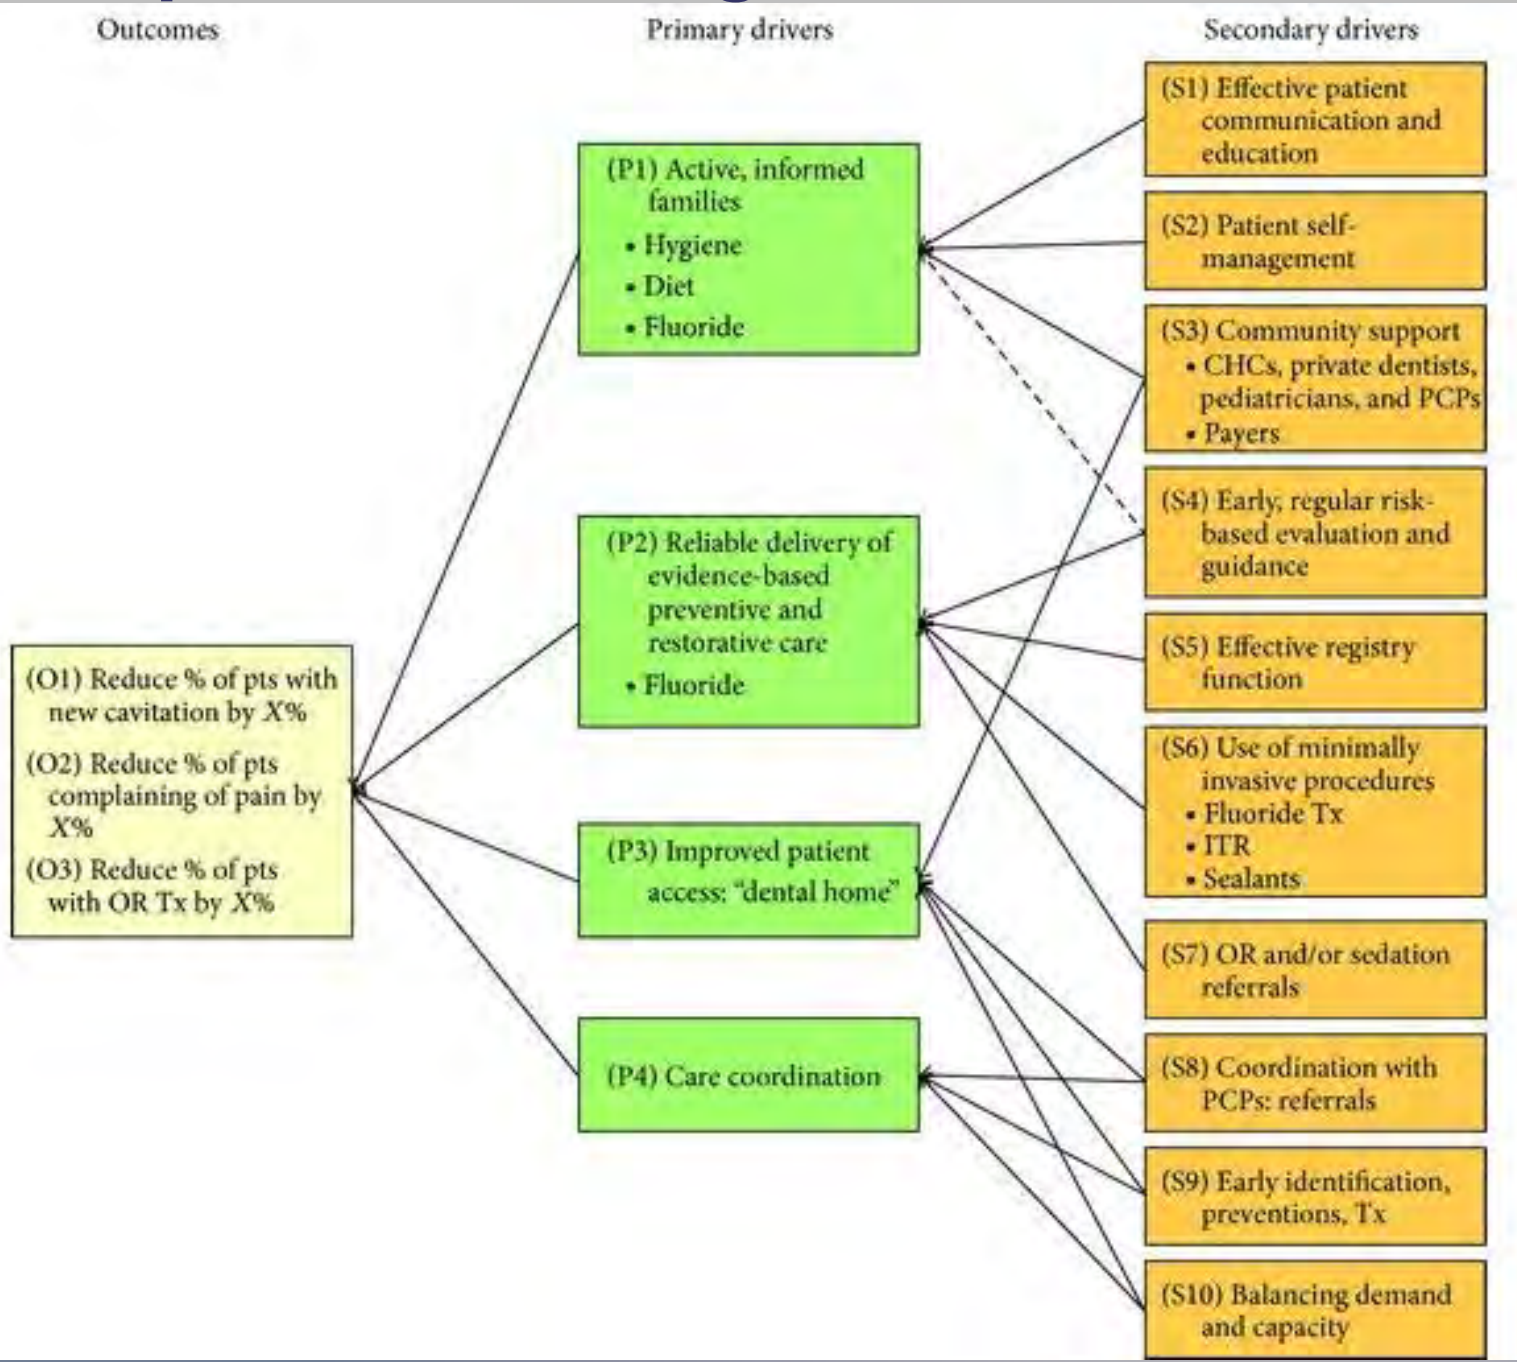 Outcomes
Primary drivers
Secondary drivers
(O1) Reduce % of pts with
new cavitation by X%
(O2) Reduce % of pts
complaining of pain by
X%
(O3) Reduce % of pts
with OR Tx by X%
(P1) Active, informed
families
• Hygiene
• Diet
• Fluoride
(P2) Reliable delivery of
evidence-based
preventive and
restorative care
• Fluoride
(P3) Improved patient
access: “dental home”
(P4) Care coordination
(S1) Effective patient
communication and
education
(S2) Patient self-
management
(S3) Community support
• CHCs, private dentists,
pediatricians, and PCPs
• Payers
(S4) Early, regular risk-
based evaluation and
guidance
(S5) Effective registry
function
(S6) Use of minimally
invasive procedures
• Fluoride Tx
• ITR
• Sealants
(S7) OR and/or sedation
referrals
(S8) Coordination with
PCPs: referrals
(S9) Early identification,
preventions, Tx
(S10) Balancing demand
and capacity